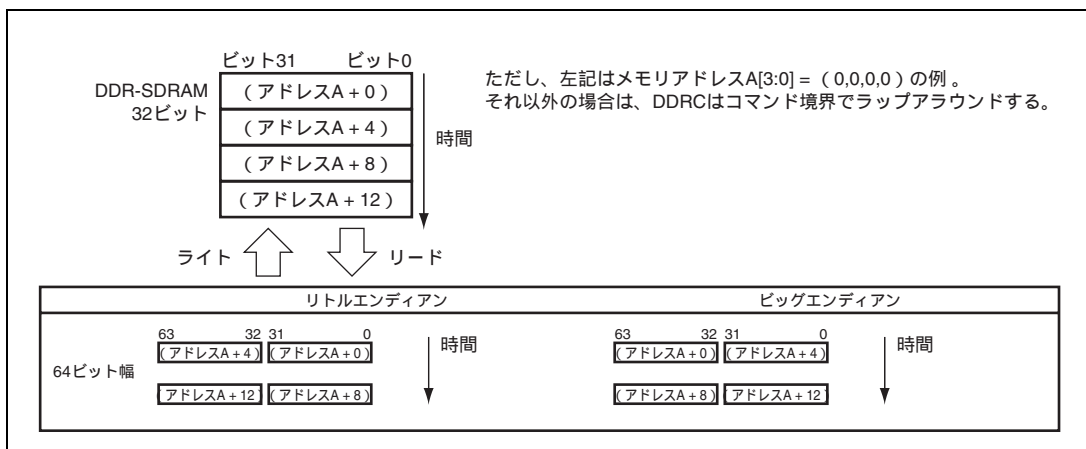 ビット31 ビット0
DDR-SDRAM
32ビット
(アドレスA + 0)
(アドレスA + 4)
(アドレスA + 8)
(アドレスA + 12)
時間
ただし、左記はメモリアドレスA[3:0] = (0,0,0,0)の例。
それ以外の場合は、DDRCはコマンド境界でラップアラウンドする。
ライト リード
リトルエンディアン ビッグエンディアン
63 32 31 0 63 32 31 0
(アドレスA + 4) (アドレスA + 0) 時間 (アドレスA + 0) (アドレスA + 4) 時間
64ビット幅
(アドレスA + 12) (アドレスA + 8) (アドレスA + 8) (アドレスA + 12)